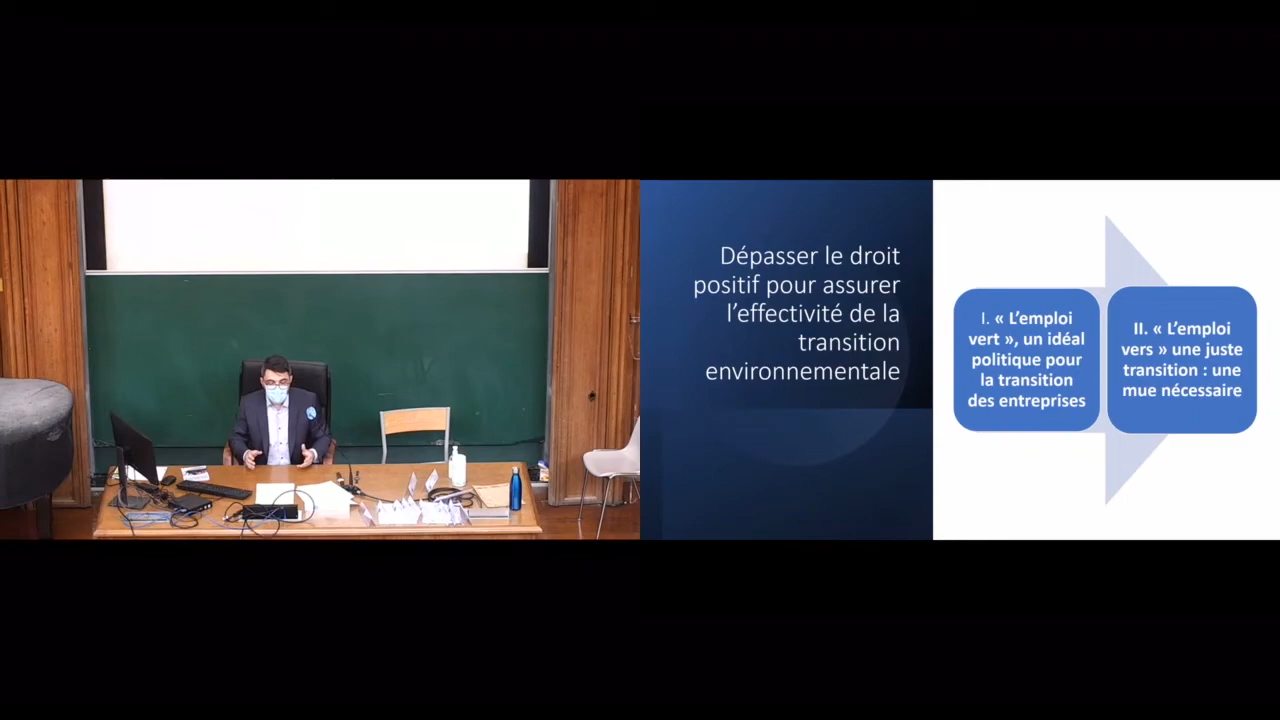 Dépasser le droit
positif pour assurer
l'effectivité de la
transition
environnementale
I. « L'emploi
vert », un idéal
politique pour
la transition
des entreprises
II. « L'emploi
vers » une juste
transition : une
mue nécessaire